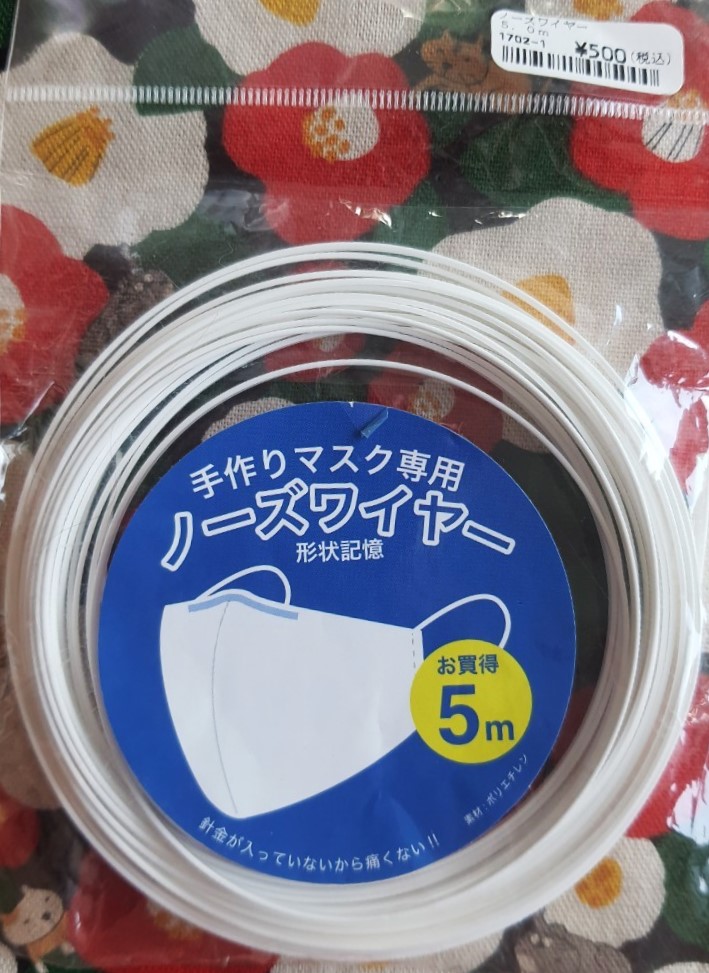 ノーズワイヤー
5.0m
1702-1
¥500(税込)
手作りマスク専用
ノーズワイヤー
形状記憶
お買得
5m
素材:ポリエチレン
針金が入っていないから痛くない!!